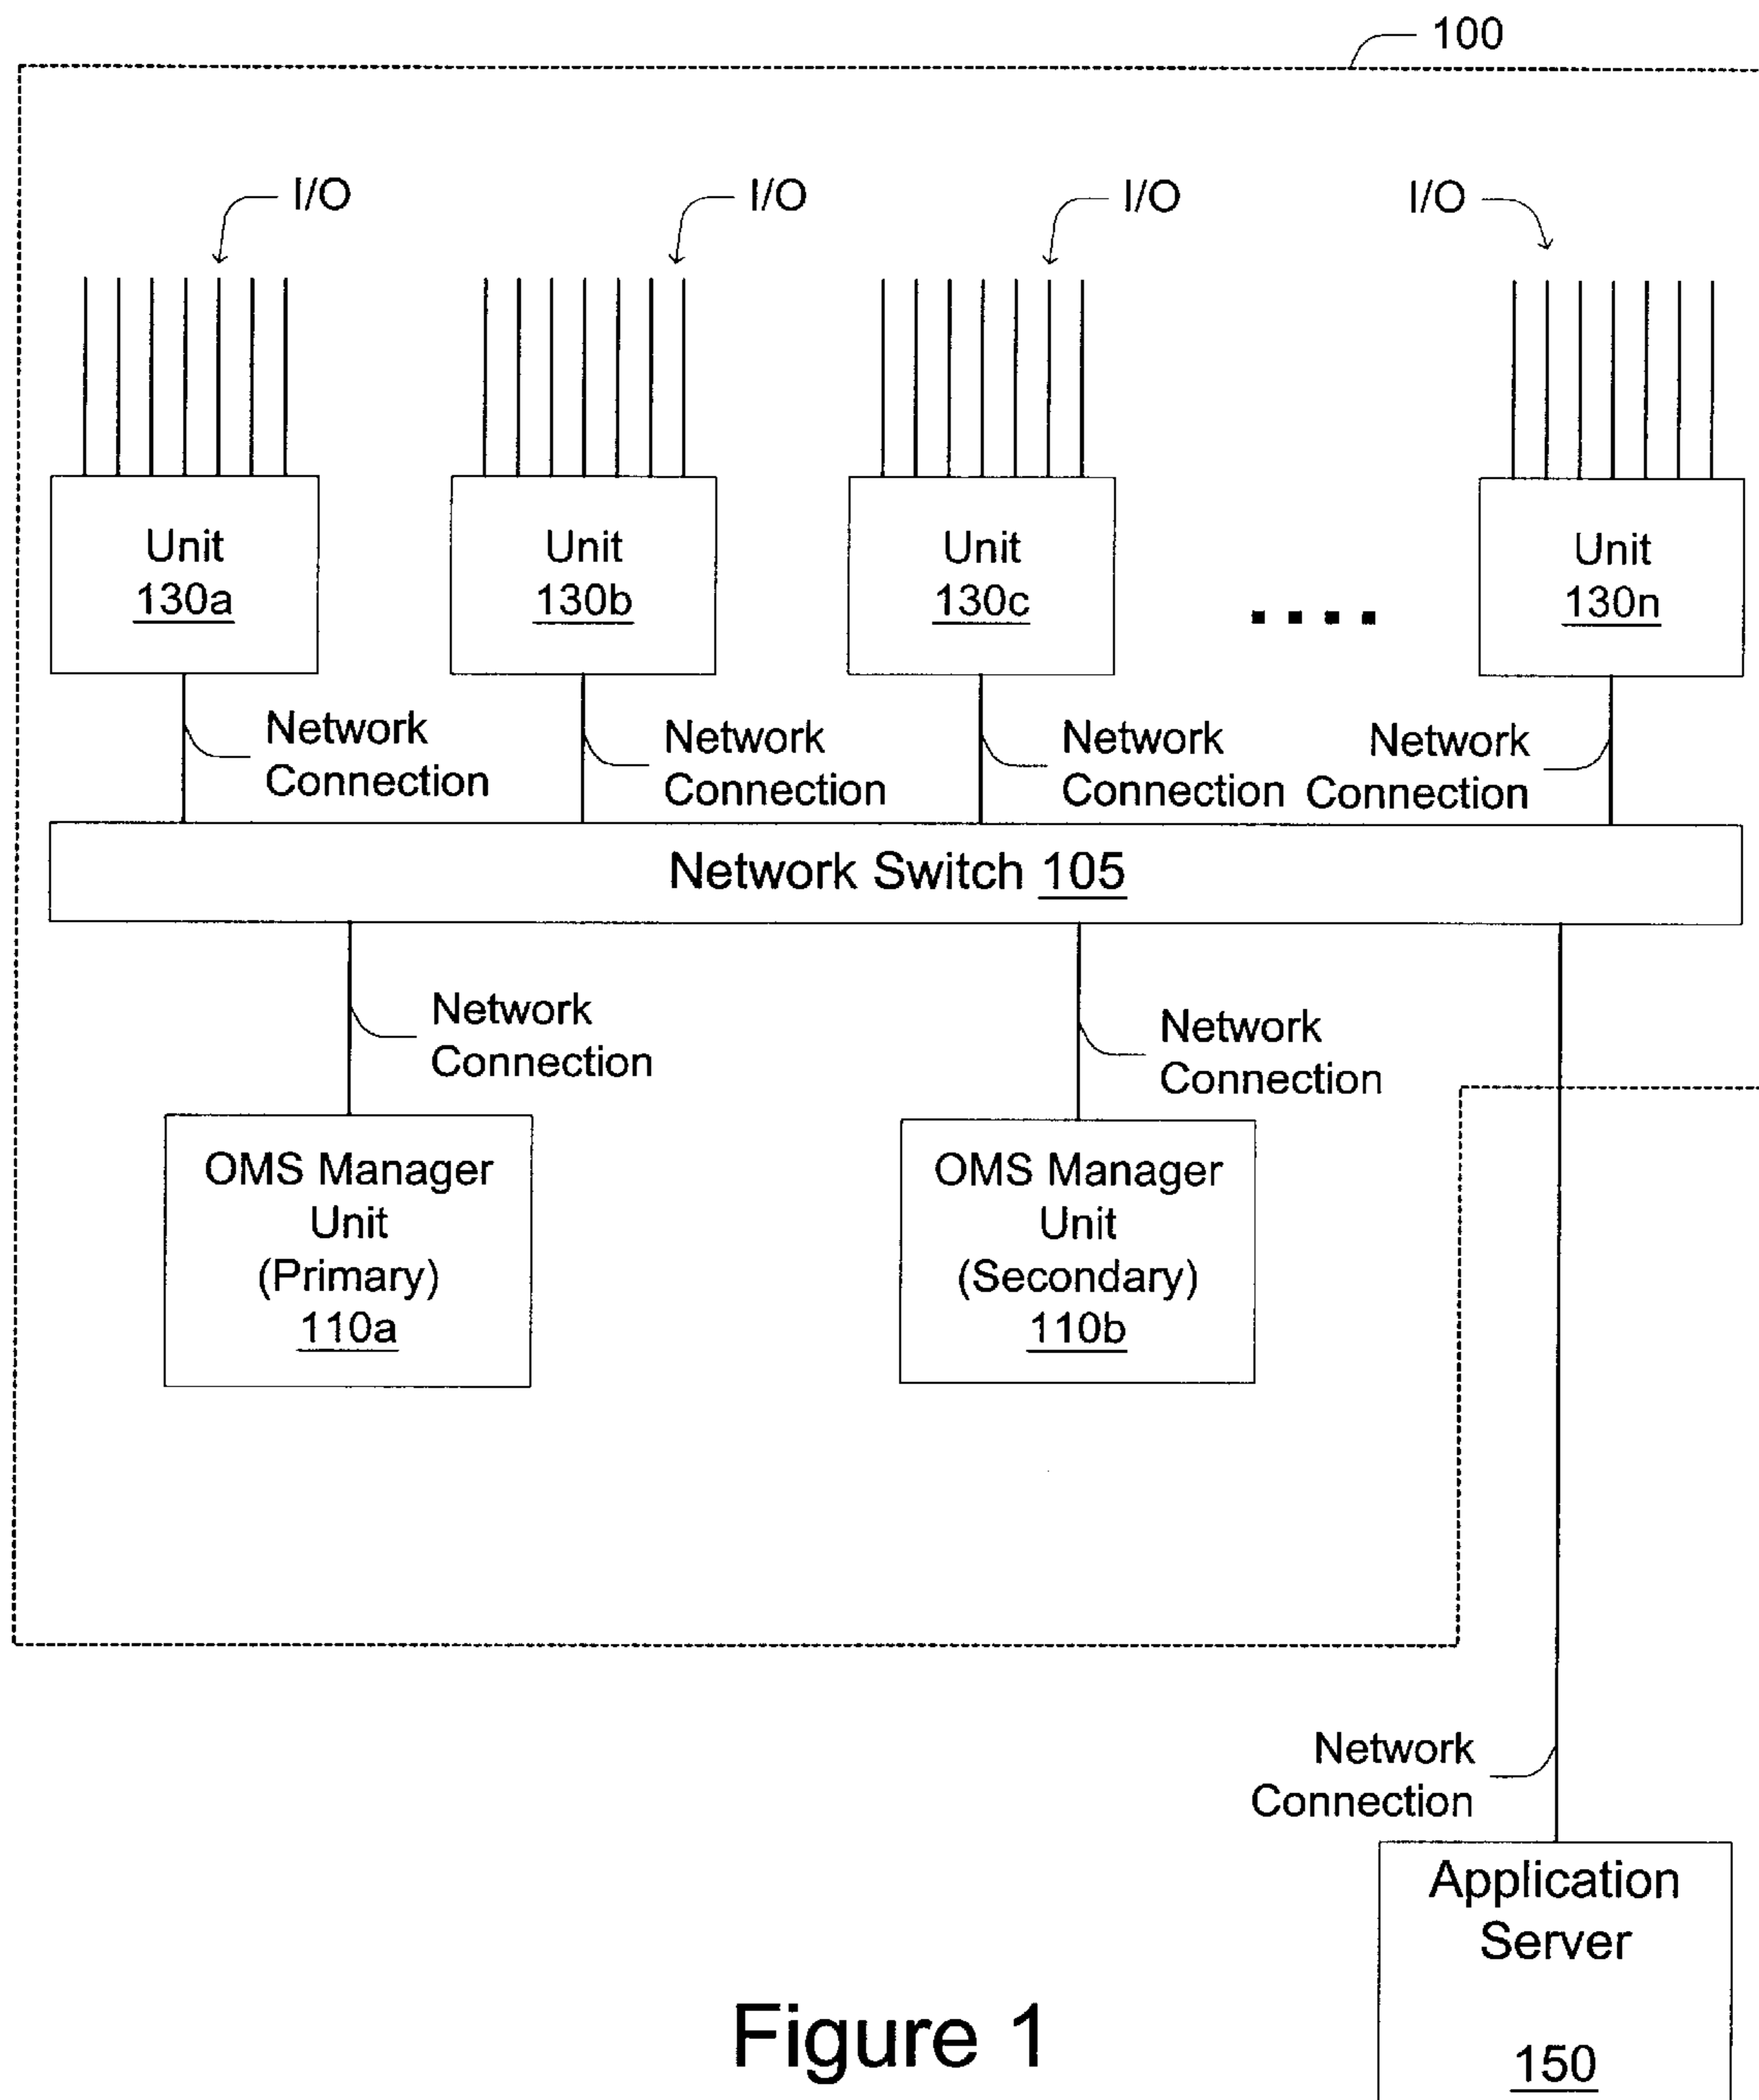 100
I/O
I/O
I/O
I/O
Unit
130a
Unit
130b
Unit
130c
Unit
130n
Network
Connection
Network
Connection
Network
Connection
Network
Connection
Network Switch 105
Network
Connection
Network
Connection
OMS Manager
Unit
(Primary)
110a
OMS Manager
Unit
(Secondary)
110b
Network
Connection
Application
Server
150
Figure 1